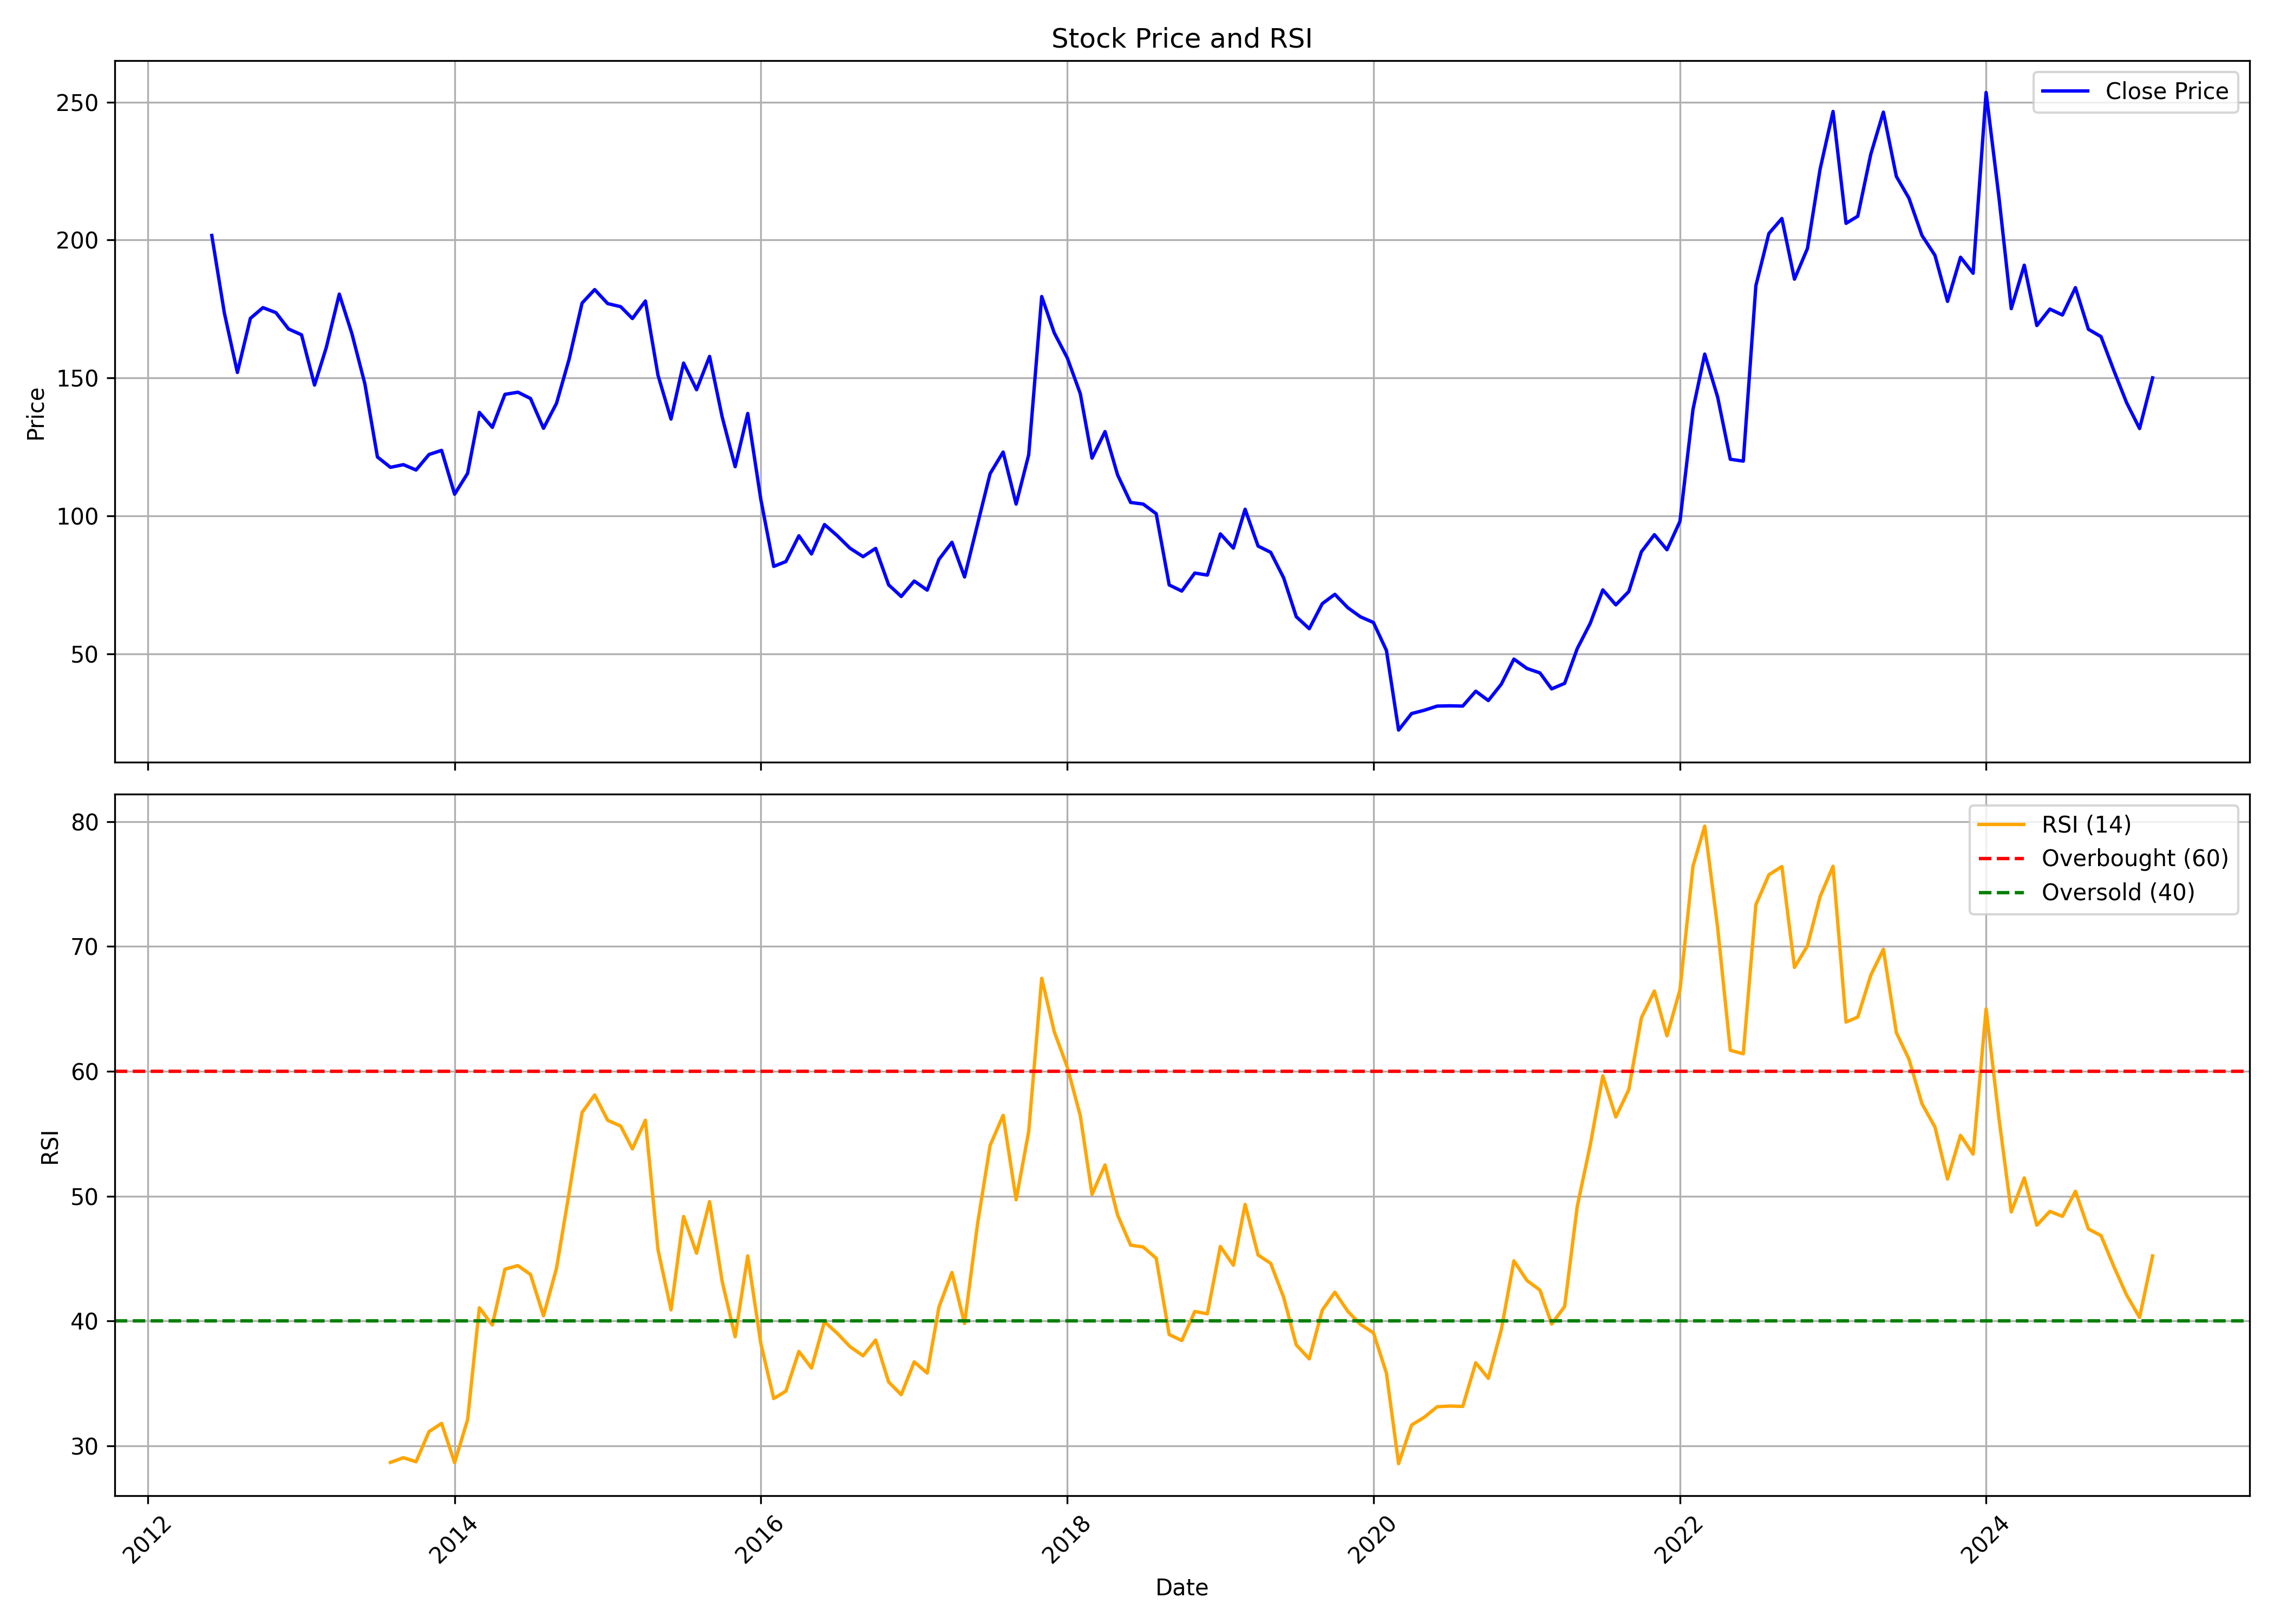 Stock Price and RSI
Close Price
250
200
150
100
50
Price
RSI (14)
Overbought (60)
Oversold (40)
80
70
60
50
40
30
RSI
2012
2014
2016
2018
2020
2022
2024
Date